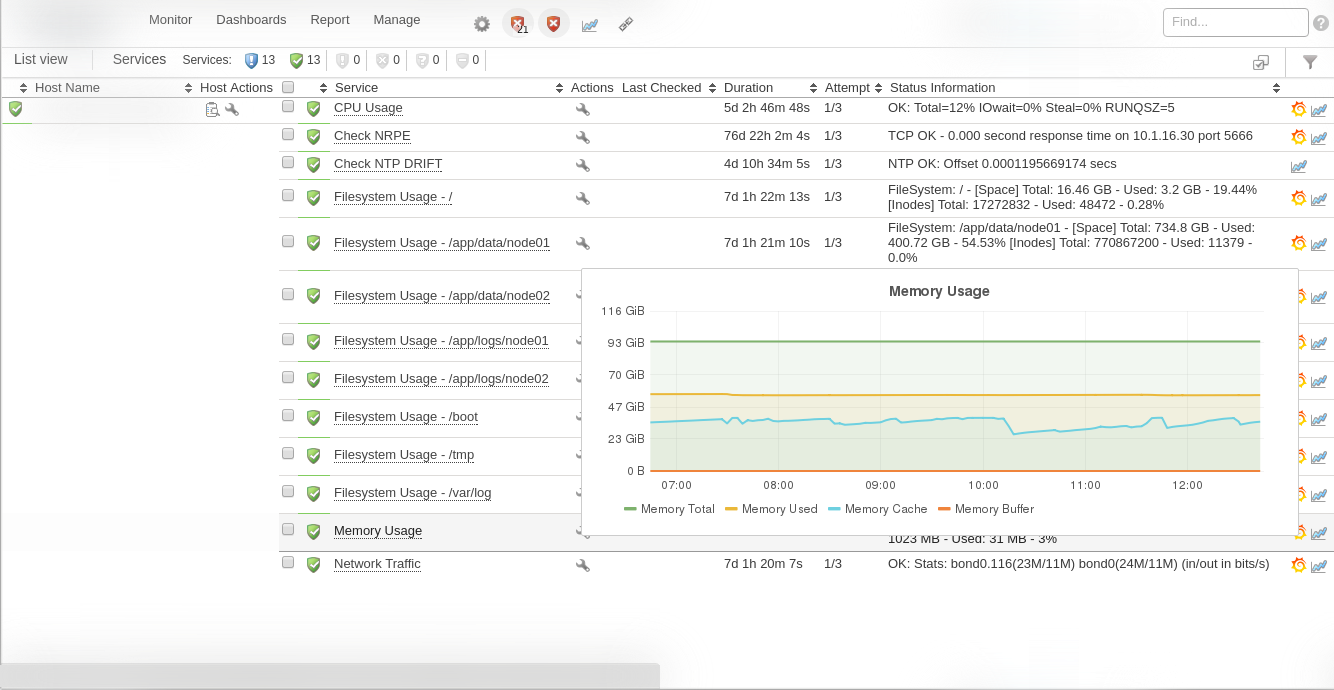 Monitor Dashboards Report Manage 21 Find... ?
List view Services Services: 13 13 0 0 0 0
Host Name Host Actions Service Actions Last Checked Duration Attempt Status Information
CPU Usage 5d 2h 46m 48s 1/3 OK: Total=12% IOwait=0% Steal=0% RUNQSZ=5
Check NRPE 76d 22h 2m 4s 1/3 TCP OK - 0.000 second response time on 10.1.16.30 port 5666
Check NTP DRIFT 4d 10h 34m 5s 1/3 NTP OK: Offset 0.0001195669174 secs
Filesystem Usage - / 7d 1h 22m 13s 1/3 FileSystem: / - [Space] Total: 16.46 GB - Used: 3.2 GB - 19.44%
[Inodes] Total: 17272832 - Used: 48472 - 0.28%
Filesystem Usage - /app/data/node01 7d 1h 21m 10s 1/3 FileSystem: /app/data/node01 - [Space] Total: 734.8 GB - Used:
400.72 GB - 54.53% [Inodes] Total: 770867200 - Used: 11379 -
0.0%
Filesystem Usage - /app/data/node02
Filesystem Usage - /app/logs/node01
Filesystem Usage - /app/logs/node02
Filesystem Usage - /boot
Filesystem Usage - /tmp
Filesystem Usage - /var/log
Memory Usage
1023 MB - Used: 31 MB - 3%
Network Traffic 7d 1h 20m 7s 1/3 OK: Stats: bond0.116(23M/11M) bond0(24M/11M) (in/out in bits/s)
Memory Usage
116 GiB
93 GiB
70 GiB
47 GiB
23 GiB
0 B
07:00 08:00 09:00 10:00 11:00 12:00
Memory Total Memory Used Memory Cache Memory Buffer